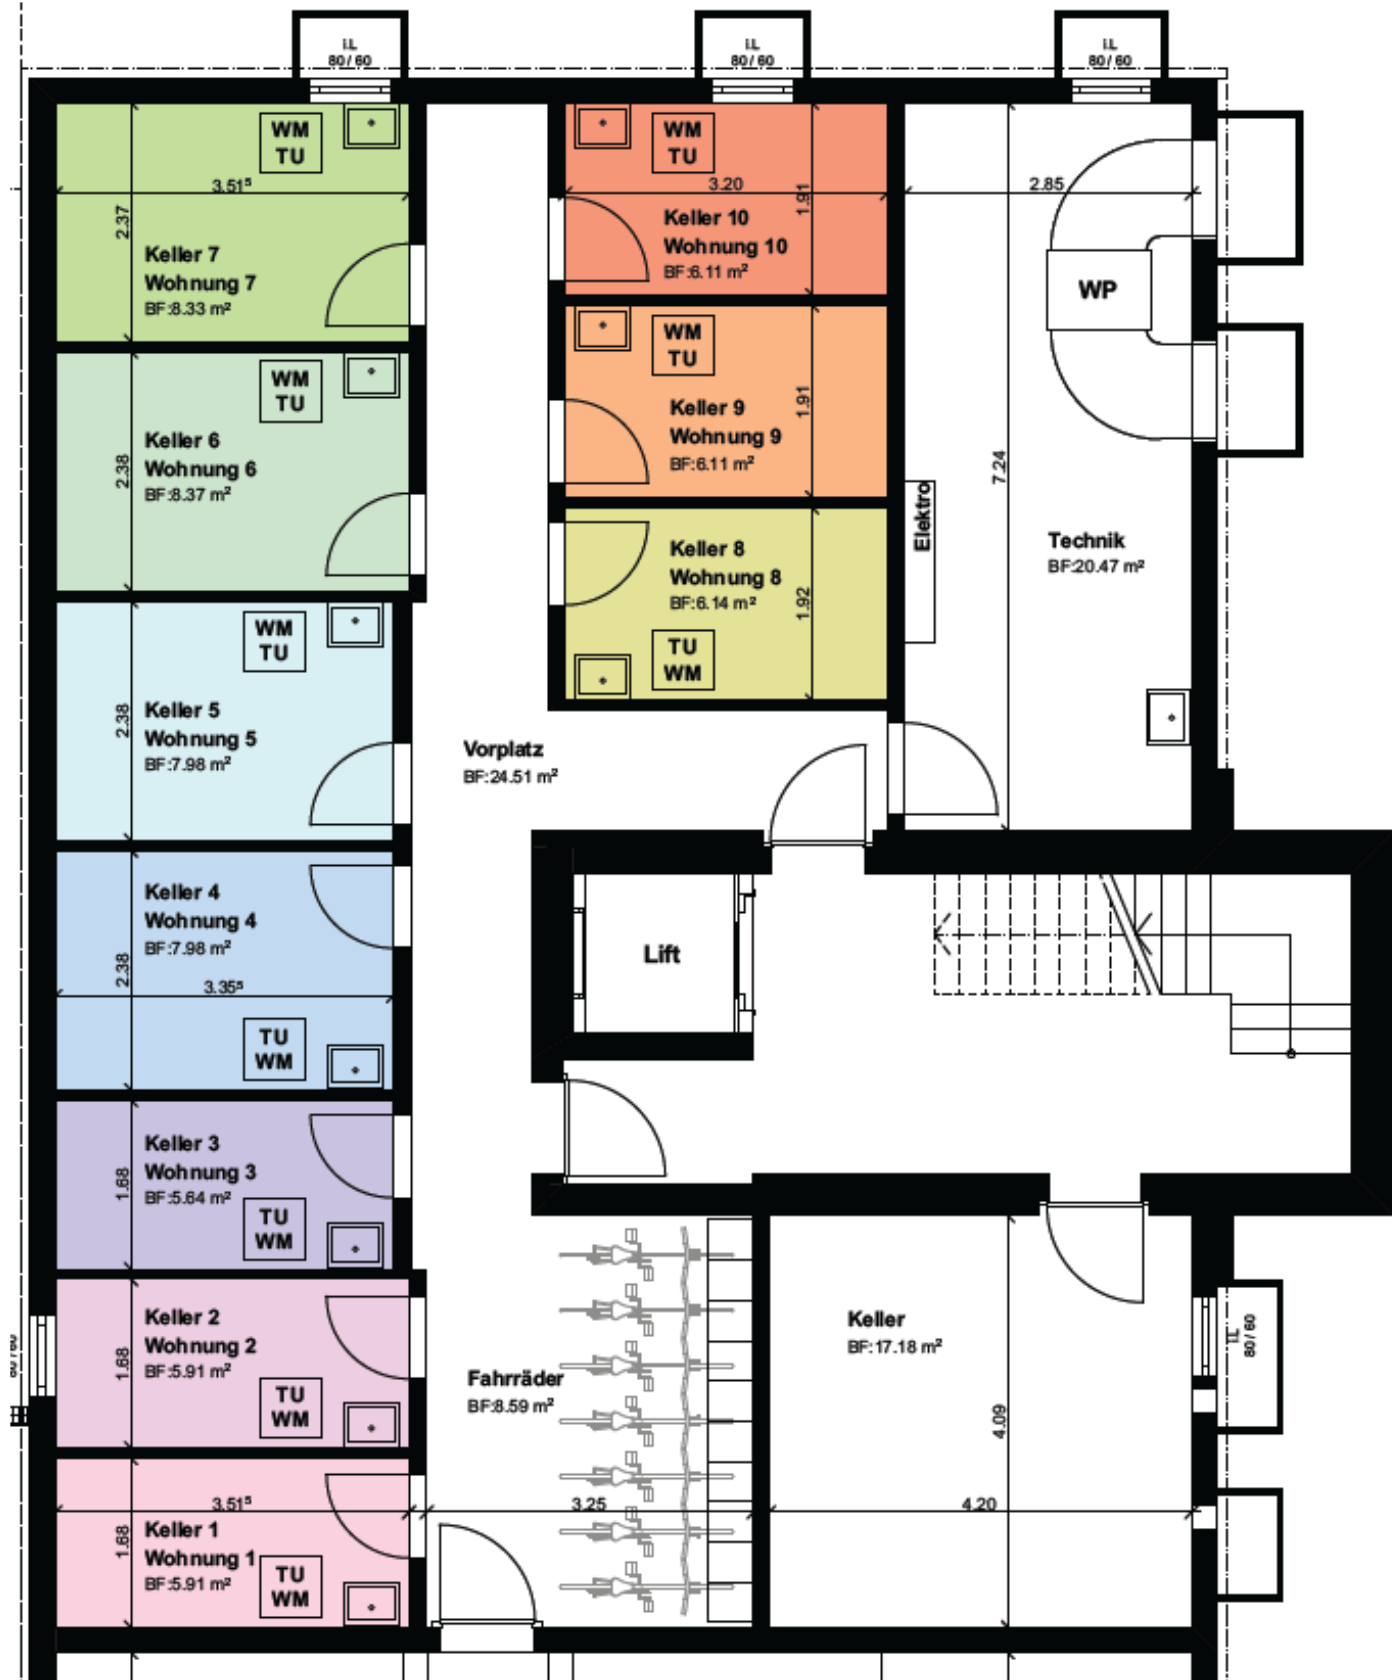 i.L
80/60
i.L
80/60
i.L
80/60
WM
TU
3.51⁵
2.37
Keller 7
Wohnung 7
BF:8.33 m²
WM
TU
3.20
1.91
Keller 10
Wohnung 10
BF:6.11 m²
2.85
WP
WM
TU
2.38
Keller 6
Wohnung 6
BF:8.37 m²
WM
TU
1.91
Keller 9
Wohnung 9
BF:6.11 m²
7.24
Elektro
Technik
BF:20.47 m²
Keller 8
Wohnung 8
BF:6.14 m²
1.92
TU
WM
WM
TU
2.38
Keller 5
Wohnung 5
BF:7.98 m²
Vorplatz
BF:24.51 m²
Keller 4
Wohnung 4
BF:7.98 m²
2.38
3.35⁵
TU
WM
Lift
Keller 3
Wohnung 3
BF:5.64 m²
1.68
TU
WM
Keller 2
Wohnung 2
BF:5.91 m²
1.68
TU
WM
80/60
Fahrräder
BF:8.59 m²
Keller
BF:17.18 m²
i.L
80/60
4.09
3.51⁵
3.25
4.20
1.68
Keller 1
Wohnung 1
BF:5.91 m²
TU
WM